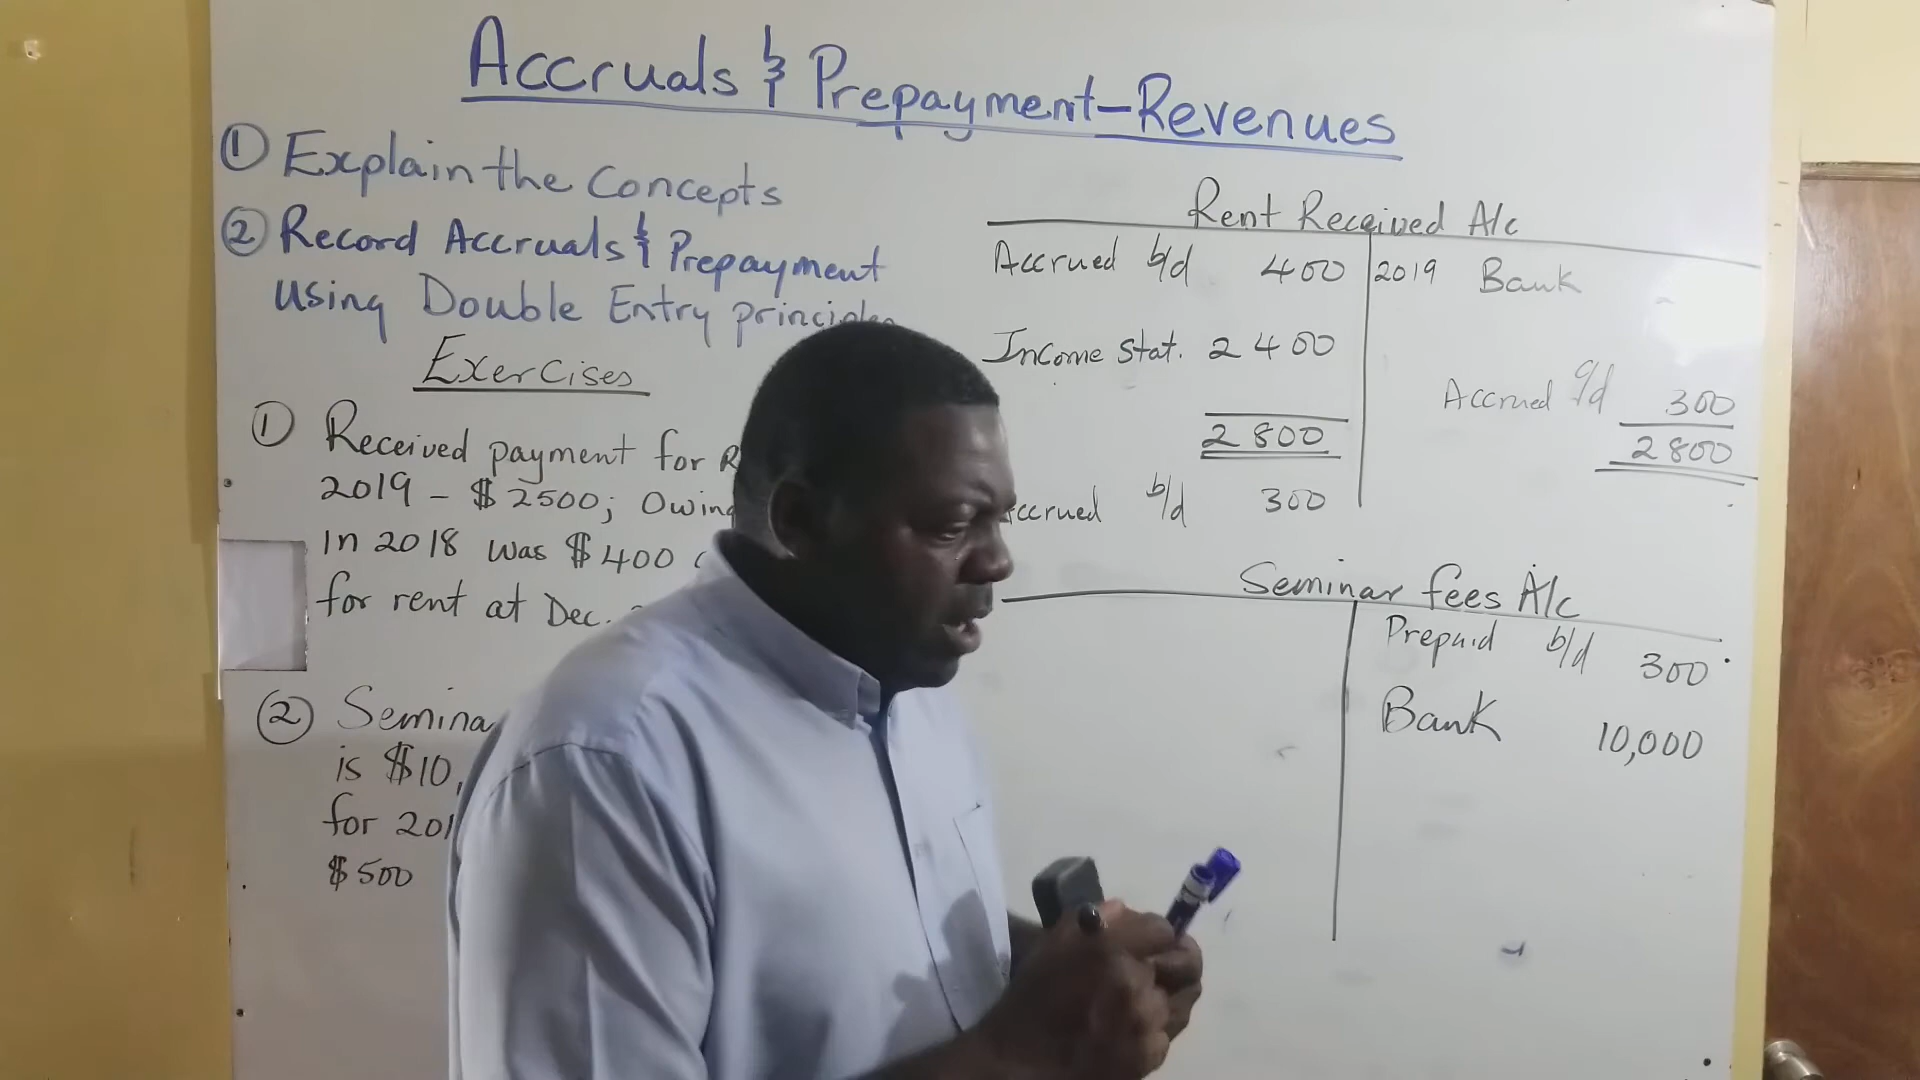 Accruals & Prepayment-Revenues
① Explain the Concepts
② Record Accruals & Prepayment
using Double Entry principles
Exercises
① Received payment for R
2019 - $2500; Owing
In 2018 was $400
for rent at Dec.
② Semina
is $10,
for 201
$500
Rent Received A/c
Accrued b/d 400 2019 Bank
Income Stat. 2400
Accrued c/d 300
2800 2800
ccrued b/d 300
Seminar fees A/c
Prepaid b/d 300
Bank 10,000